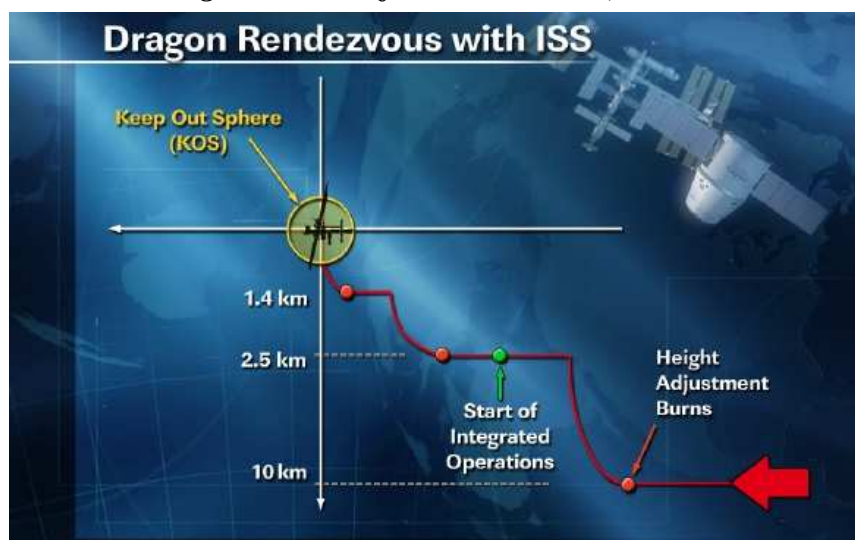 Dragon Rendezvous with ISS
Keep Out Sphere
(KOS)
1.4 km
2.5 km
Height
Adjustment
Burns
Start of
Integrated
Operations
10 km